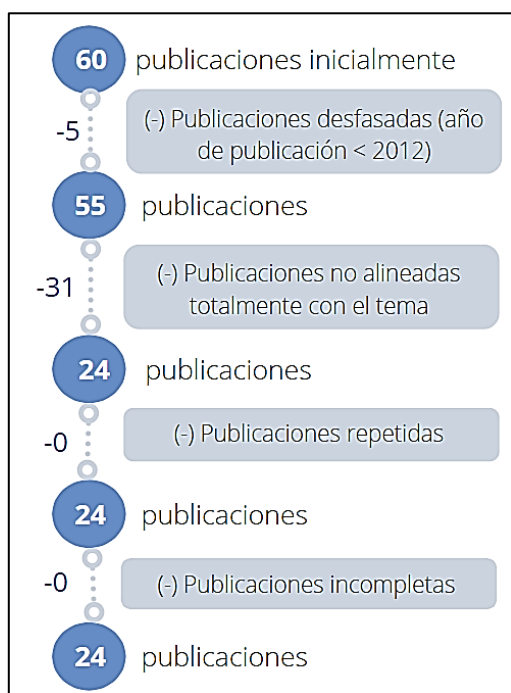 60 publicaciones inicialmente
-5
(-) Publicaciones desfasadas (año
de publicación < 2012)
55 publicaciones
-31
(-) Publicaciones no alineadas
totalmente con el tema
24 publicaciones
-0
(-) Publicaciones repetidas
24 publicaciones
-0
(-) Publicaciones incompletas
24 publicaciones